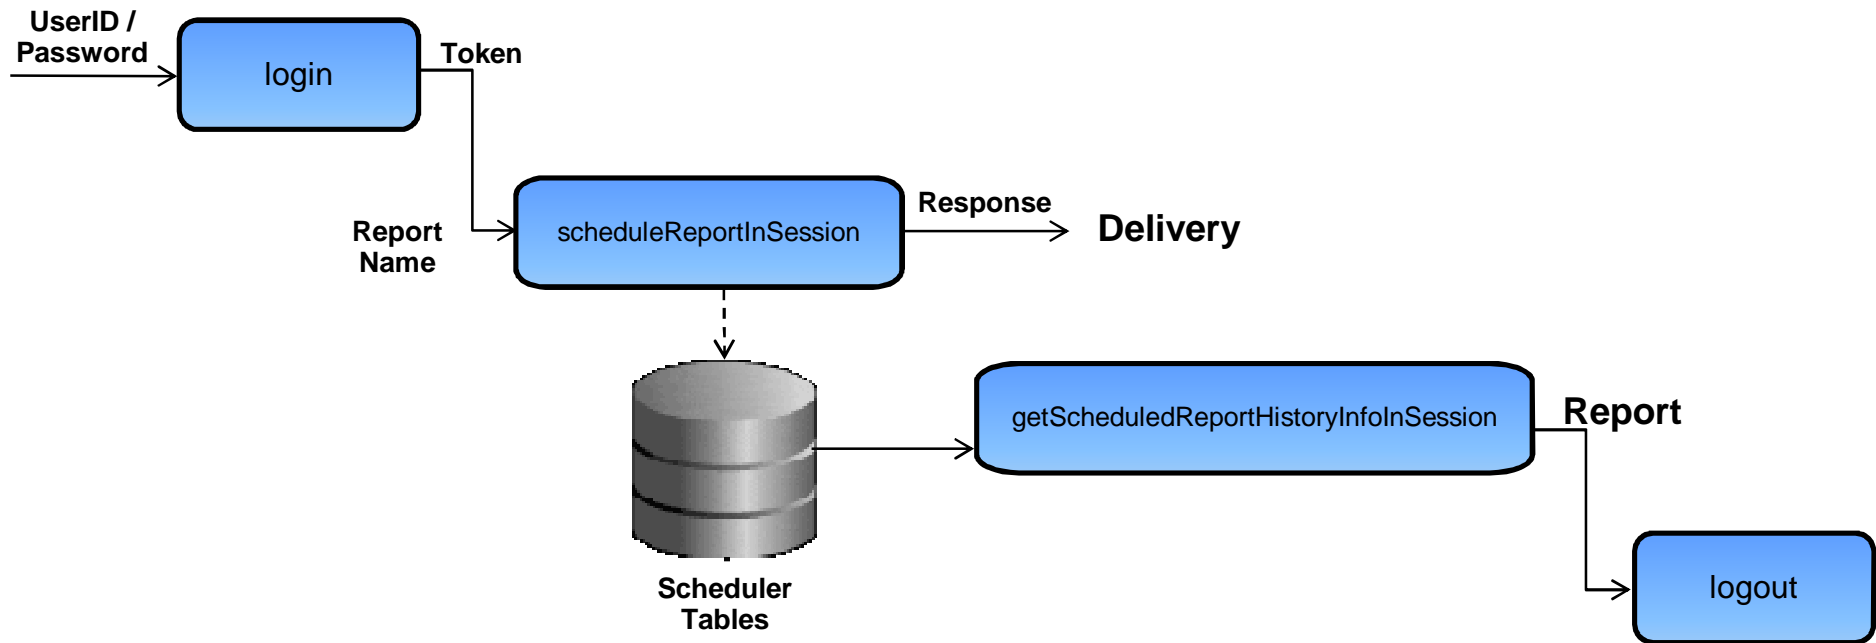 UserID /
Password
login
Token
Report
Name
scheduleReportInSession
Response
Delivery
getScheduledReportHistoryInfoInSession
Report
Scheduler
Tables
logout